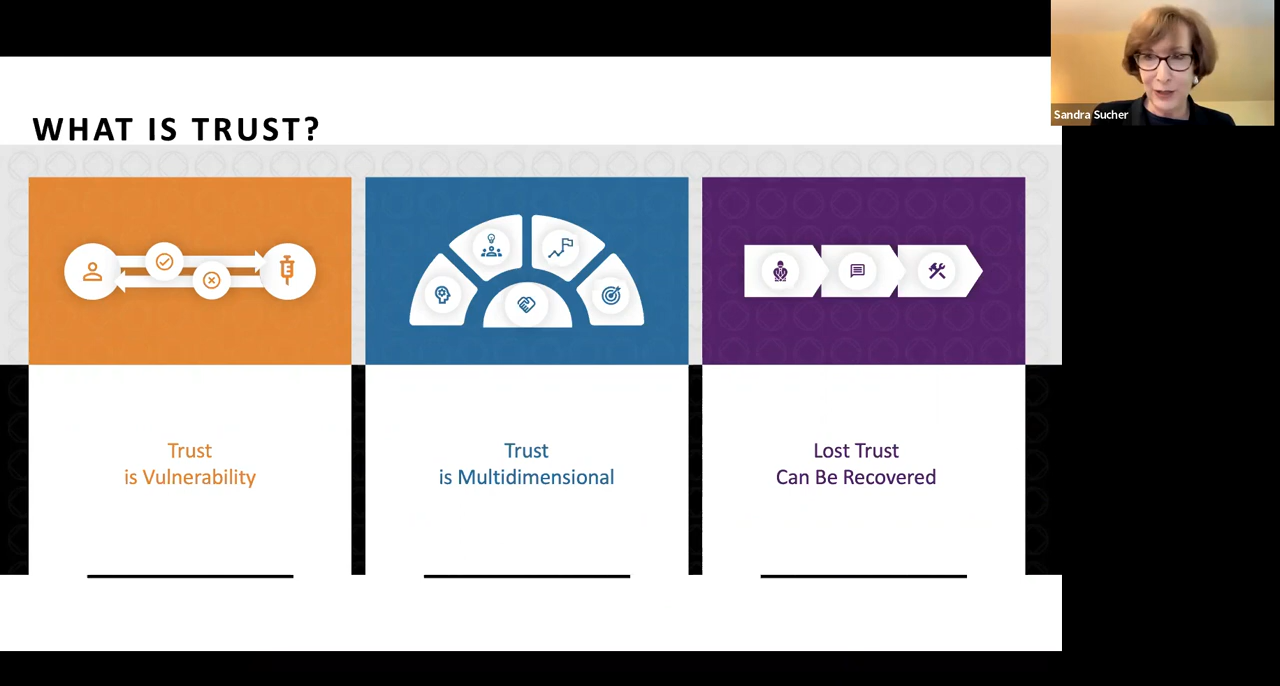 WHAT IS TRUST?
Sandra Sucher
Trust
is Vulnerability
Trust
is Multidimensional
Lost Trust
Can Be Recovered